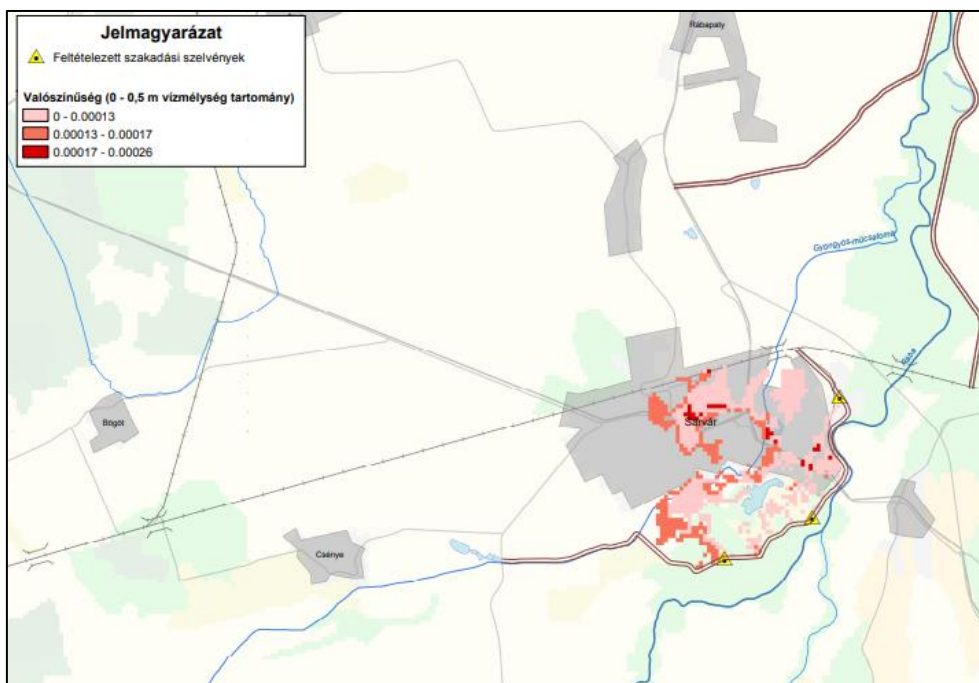 Jelmagyarázat
Feltételezett szakadási szelvények
Valószínűség (0 - 0,5 m vízmélység tartomány)
0 - 0.00013
0.00013 - 0.00017
0.00017 - 0.00026
Rábapaty
Gyöngyös-műcsatorna
Rába
Bögöt
Sárvár
Csénye